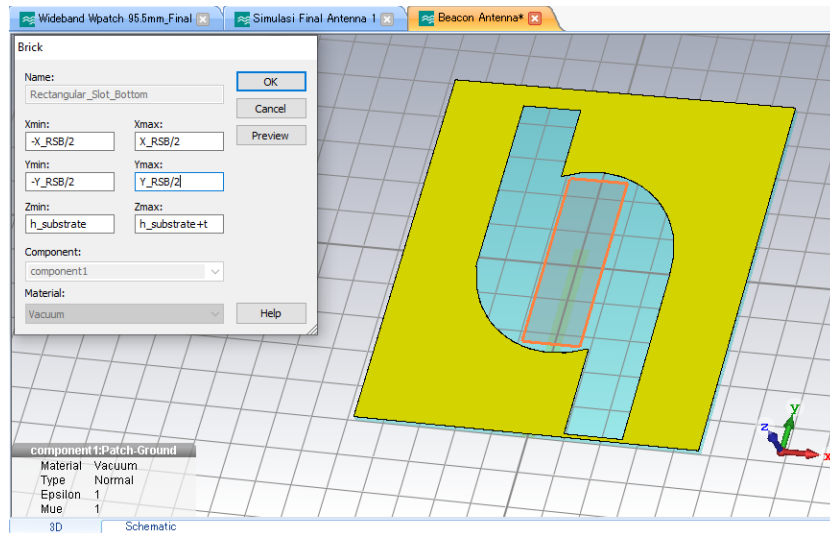 Wideband Wpatch 95.5mm_Final
Simulasi Final Antenna 1
Beacon Antenna*
Brick
Name:
Rectangular_Slot_Bottom
OK
Cancel
Xmin:
Xmax:
-X_RSB/2
X_RSB/2
Preview
Ymin:
Ymax:
-Y_RSB/2
Y_RSB/2
Zmin:
Zmax:
h_substrate
h_substrate+t
Component:
component1
Material:
Vacuum
Help
component1:Patch-Ground
Material Vacuum
Type Normal
Epsilon 1
Mue 1
y
z
x
3D
Schematic